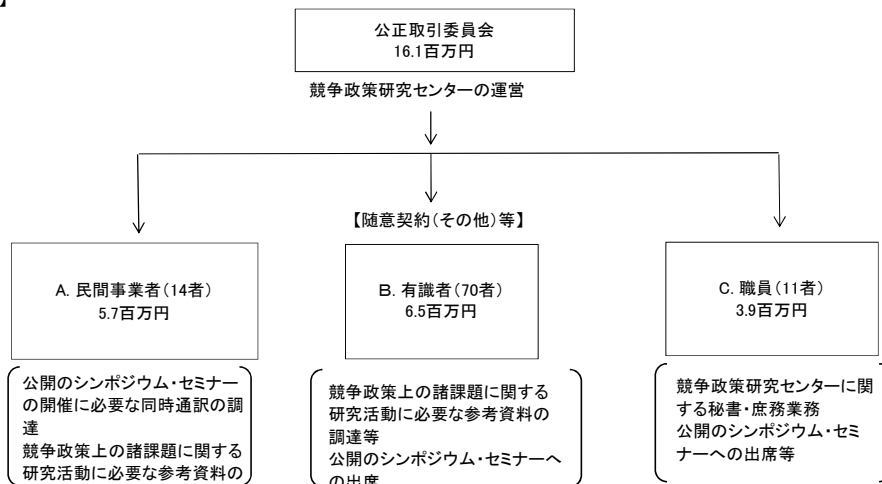 】
公正取引委員会
16.1百万円
競争政策研究センターの運営
【随意契約(その他)等】
A. 民間事業者(14者)
5.7百万円
B. 有識者(70者)
6.5百万円
C. 職員(11者)
3.9百万円
公開のシンポジウム・セミナー
の開催に必要な同時通訳の調
達
競争政策上の諸課題に関する
研究活動に必要な参考資料の
競争政策上の諸課題に関する
研究活動に必要な参考資料の
調達等
公開のシンポジウム・セミナーへ
の出席
競争政策研究センターに関
する秘書・庶務業務
公開のシンポジウム・セミ
ナーへの出席等